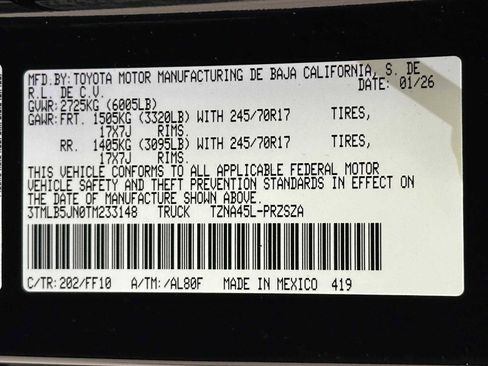 MFD.BY: TOYOTA MOTOR MANUFACTURING DE BAJA CALIFORNIA, S. DE
R.L. DE C.V. DATE: 01/26
GVWR: 2725KG (6005LB)
GAWR: FRT. 1505KG (3320LB) WITH 245/70R17 TIRES,
17X7J RIMS.
RR. 1405KG (3095LB) WITH 245/70R17 TIRES,
17X7J RIMS.
THIS VEHICLE CONFORMS TO ALL APPLICABLE FEDERAL MOTOR
VEHICLE SAFETY AND THEFT PREVENTION STANDARDS IN EFFECT ON
THE DATE OF MANUFACTURE SHOWN ABOVE.
3TMLB5JN0TM233148 TRUCK TZNA45L-PRZSZA
C/TR: 202/FF10 A/TM: /AL80F MADE IN MEXICO 419